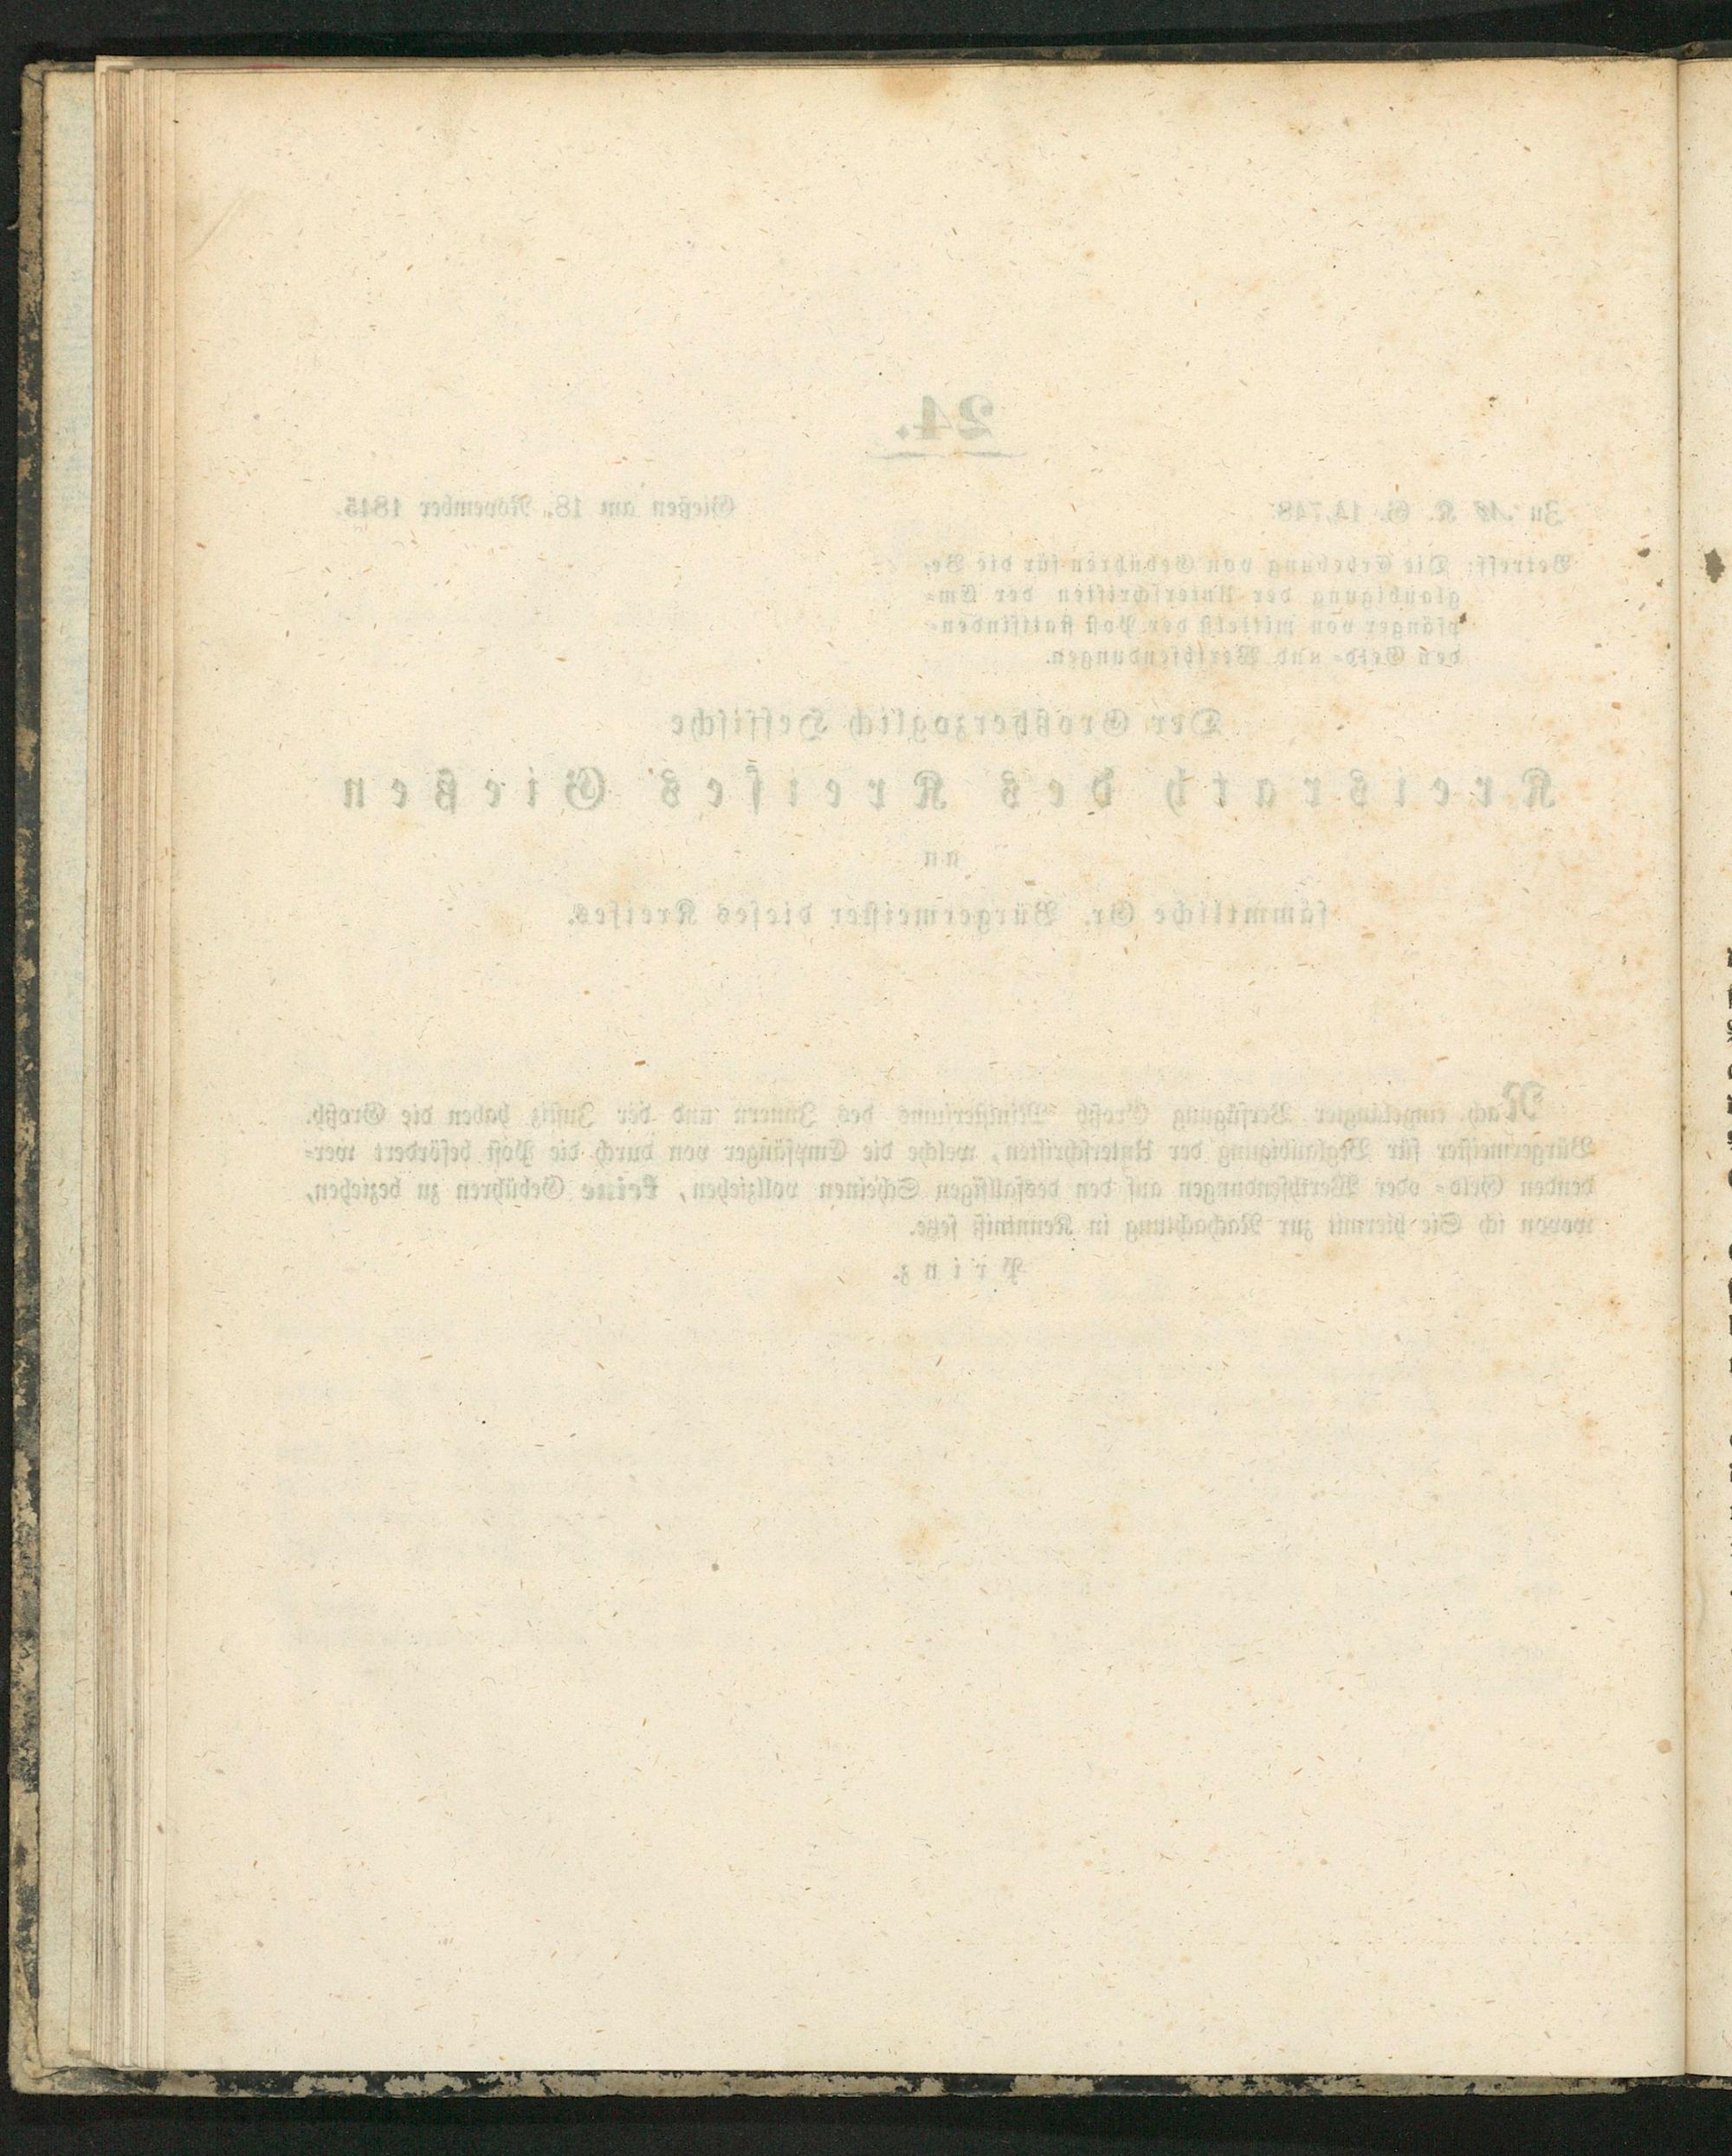 24.
Zu № K. G. 14,748.
Gießen am 18. November 1845.
Betreff: Die Erhebung von Gebühren für die Be-
glaubigung der Unterschriften der Em-
pfänger von mittelst der Post stattfinden-
den Geld- und Werthsendungen.
Der Großherzoglich Hessische
Kreisrath des Kreises Gießen
an
sämmtliche Gr. Bürgermeister dieses Kreises.
Nach eingelangter Verfügung Großh. Ministeriums des Innern und der Justiz haben die Großh.
Bürgermeister für Beglaubigung der Unterschriften, welche die Empfänger von durch die Post befördert wer-
denden Geld- oder Werthsendungen auf den desfallsigen Scheinen vollziehen, keine Gebühren zu beziehen,
wovon ich Sie hiermit zur Nachachtung in Kenntniß setze.
Prinz.